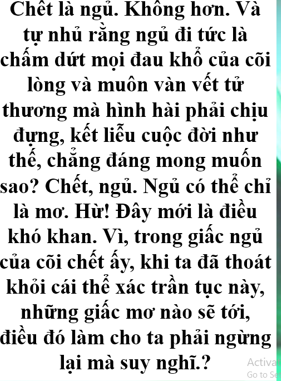 Chết là ngủ. Không hơn. Và
tự nhủ rằng ngủ đi tức là
chấm dứt mọi đau khổ của cõi
lòng và muôn vàn vết tử
thương mà hình hài phải chịu
đựng, kết liễu cuộc đời như
thế, chẳng đáng mong muốn
sao? Chết, ngủ. Ngủ có thể chỉ
là mơ. Hừ! Đây mới là điều
khó khan. Vì, trong giấc ngủ
của cõi chết ấy, khi ta đã thoát
khỏi cái thể xác trần tục này,
những giấc mơ nào sẽ tới,
điều đó làm cho ta phải ngừng
lại mà suy nghĩ.?
Activa
Go to Se